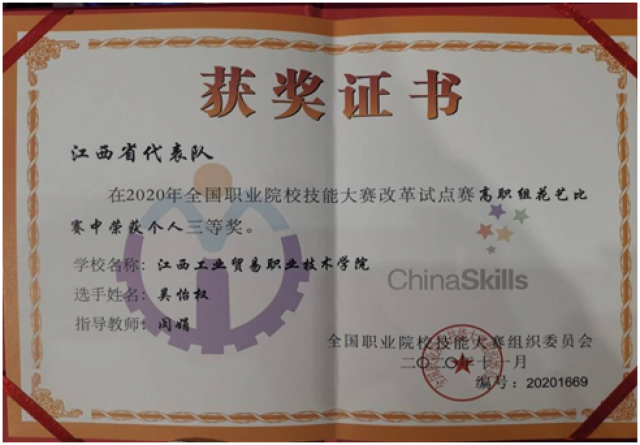 获奖证书
江西省代表队
在2020年全国职业院校技能大赛改革试点赛高职组花艺比
赛中荣获个人三等奖。
学校名称：江西工业贸易职业技术学院
ChinaSkills
选手姓名：吴怡权
指导教师：闵娟
全国职业院校技能大赛组织委员会
二〇二〇年十一月
编号：20201669